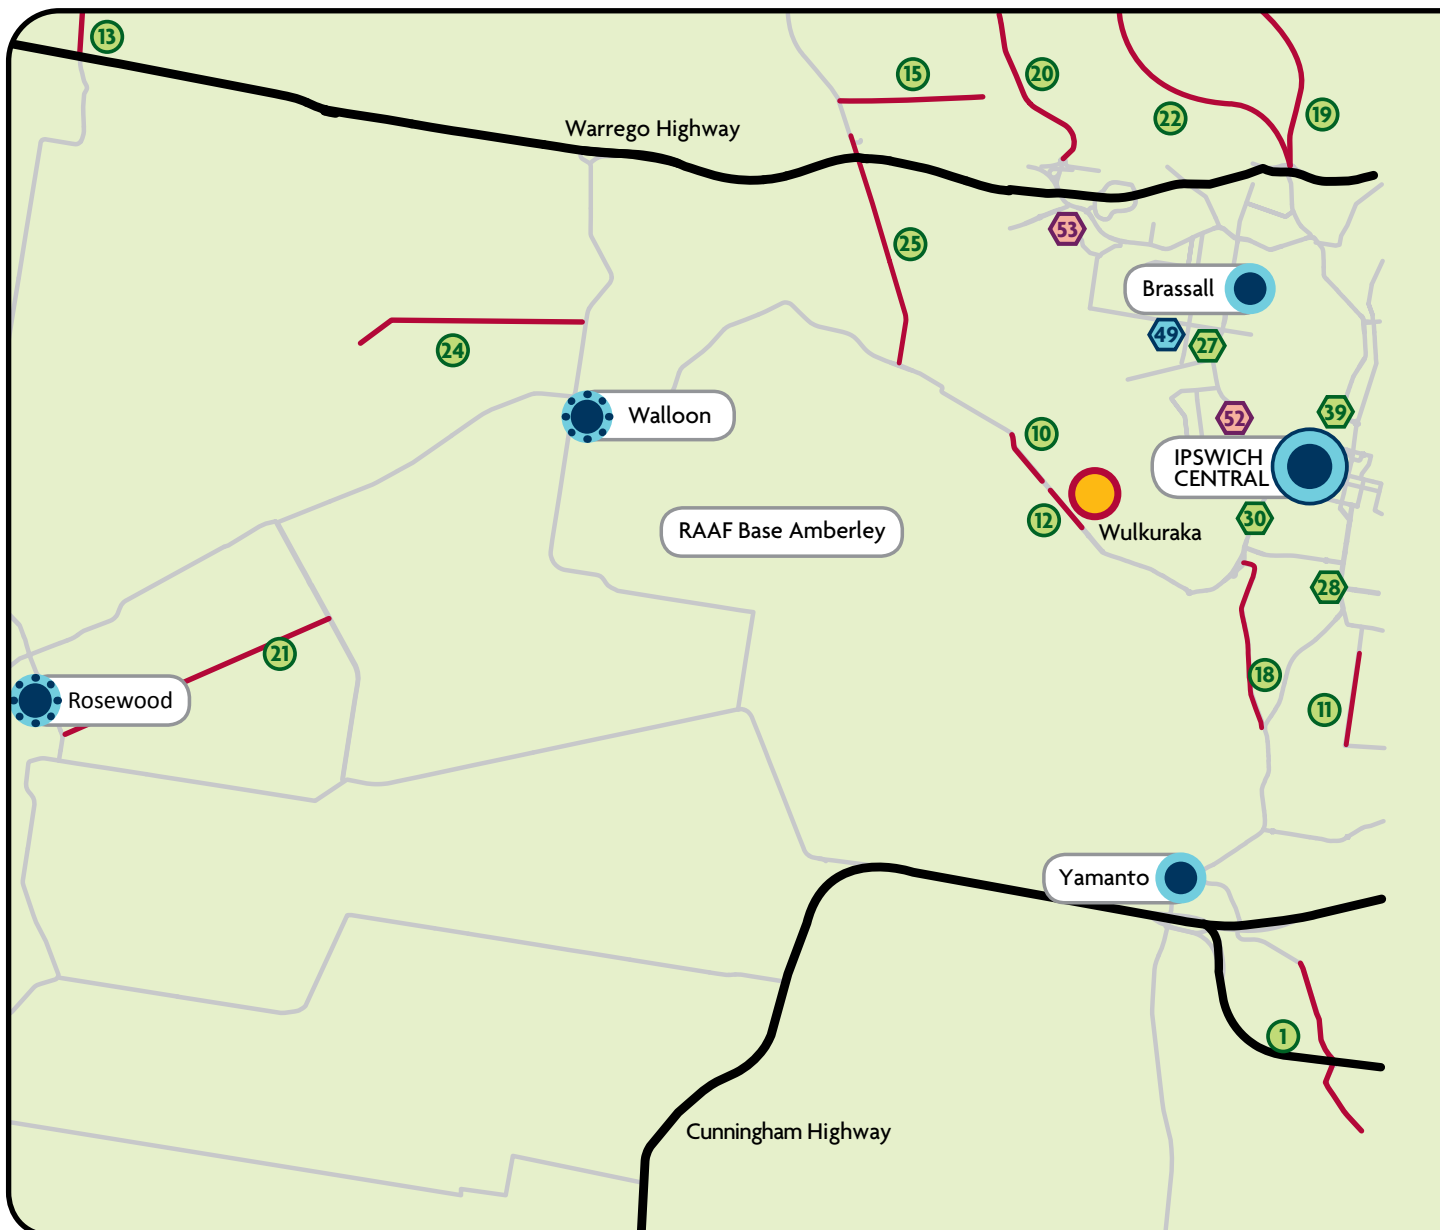 13
15
20
22
19
Warrego Highway
53
25
Brassall
49
27
24
Walloon
52
39
10
IPSWICH
CENTRAL
12
30
RAAF Base Amberley
Wulkuraka
28
21
18
Rosewood
11
Yamanto
1
Cunningham Highway